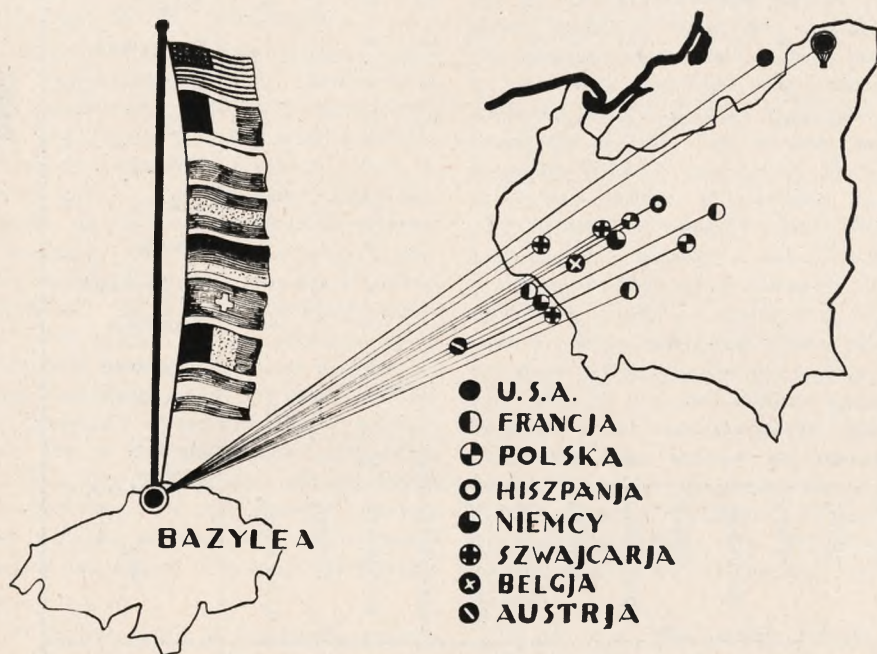 BAZYLEA
U.S.A.
FRANCJA
POLSKA
HISZPANJA
NIEMCY
SZWAJCARJA
BELGJA
AUSTRJA